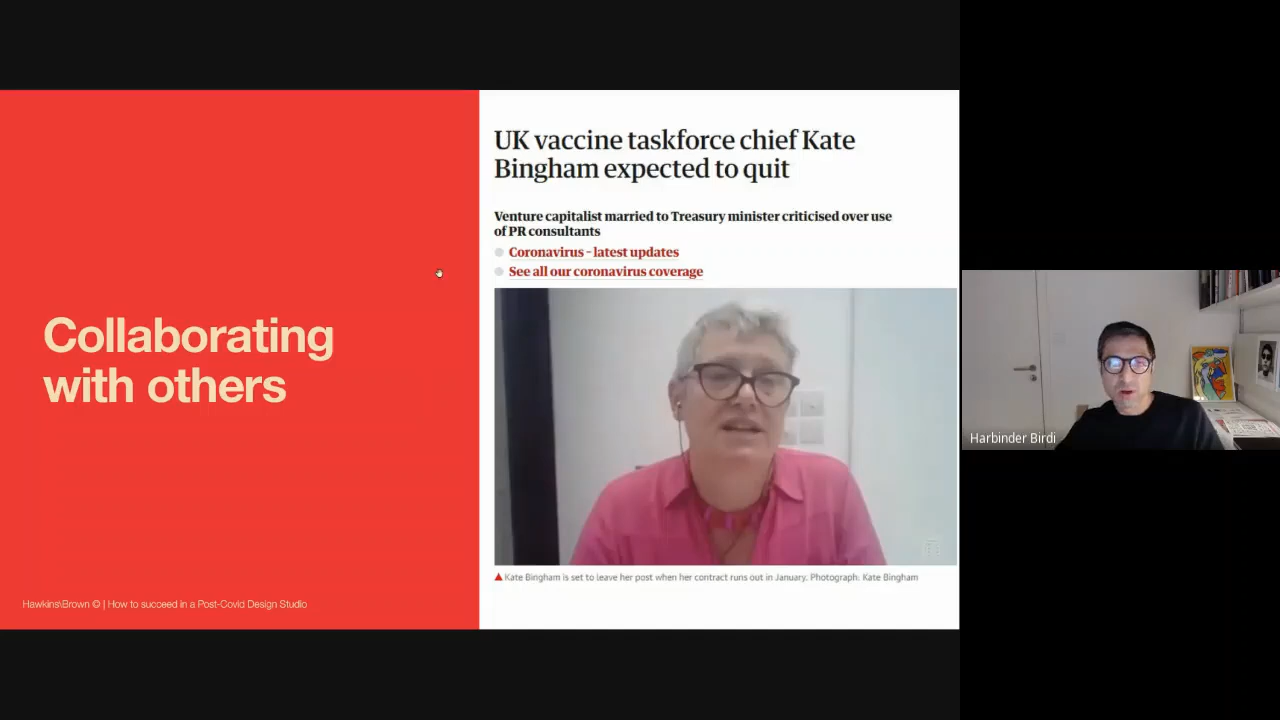 UK vaccine taskforce chief Kate
Bingham expected to quit
Venture capitalist married to Treasury minister criticised over use
of PR consultants
Coronavirus – latest updates
See all our coronavirus coverage
Collaborating
with others
Harbinder Birdi
Kate Bingham is set to leave her post when her contract runs out in January. Photograph: Kate Bingham
Hawkins\Brown © | How to succeed in a Post-Covid Design Studio